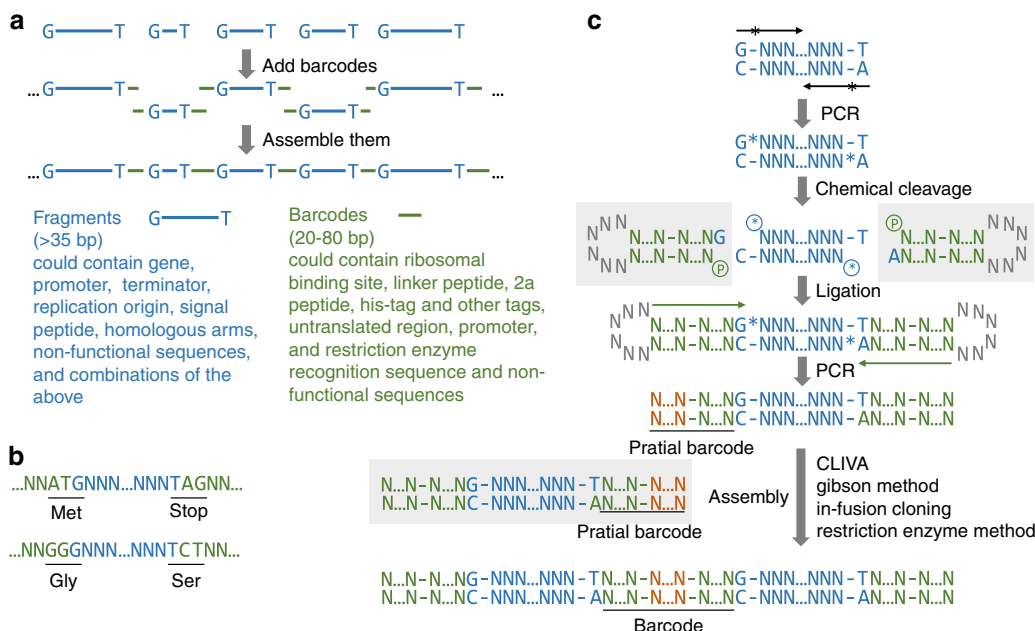 a
G T G T G T G T G T
Add barcodes
... G T G T G T ...
G T G T
Assemble them
... G T G T G T G T G T ...
Fragments G T
(>35 bp)
could contain gene,
promoter, terminator,
replication origin, signal
peptide, homologous arms,
non-functional sequences,
and combinations of the
above
Barcodes
(20-80 bp)
could contain ribosomal
binding site, linker peptide, 2a
peptide, his-tag and other tags,
untranslated region, promoter,
and restriction enzyme
recognition sequence and non-
functional sequences
b
...NNATGNNN...NNNTAGNN...
Met Stop
...NNGGGNNN...NNNTCTNN...
Gly Ser
c
G-NNN...NNN-T
C-NNN...NNN-A
PCR
G*NNN...NNN-T
C-NNN...NNN*A
Chemical cleavage
NNNNNNN N...N-N...NG
N...N-N...N P
* NNN...NNN-T
C-NNN...NNN *
P N...N-N...N NNNNNNN
AN...N-N...N
Ligation
NNNNNNN N...N-N...NG*NNN...NNN-TN...N-N...N NNNNNNN
N...N-N...NC-NNN...NNN*AN...N-N...N
PCR
N...N-N...NG-NNN...NNN-TN...N-N...N
N...N-N...NC-NNN...NNN-AN...N-N...N
Pratial barcode
N...N-N...NG-NNN...NNN-TN...N-N...N
N...N-N...NC-NNN...NNN-AN...N-N...N
Pratial barcode
Assembly
CLIVA
gibson method
in-fusion cloning
restriction enzyme method
N...N-N...NG-NNN...NNN-TN...N-N...N-N...NG-NNN...NNN-TN...N-N...N
N...N-N...NC-NNN...NNN-AN...N-N...N-N...NC-NNN...NNN-AN...N-N...N
Barcode